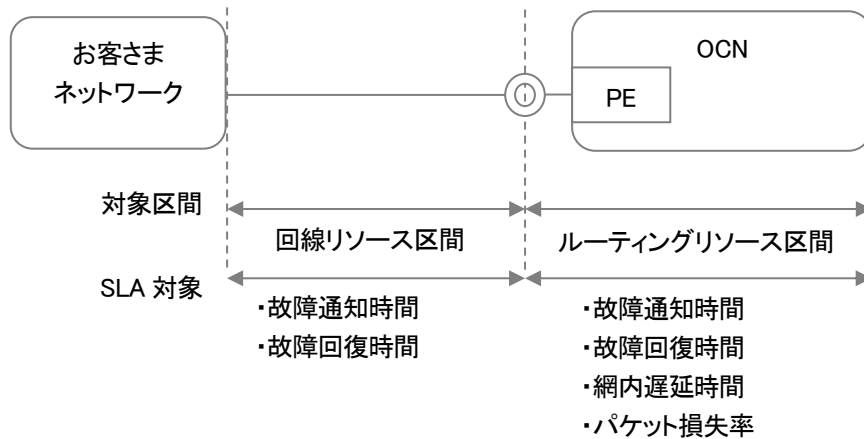 お客さま
ネットワーク
OCN
PE
対象区間
回線リソース区間
ルーティングリソース区間
SLA 対象
・故障通知時間
・故障回復時間
・故障通知時間
・故障回復時間
・網内遅延時間
・パケット損失率